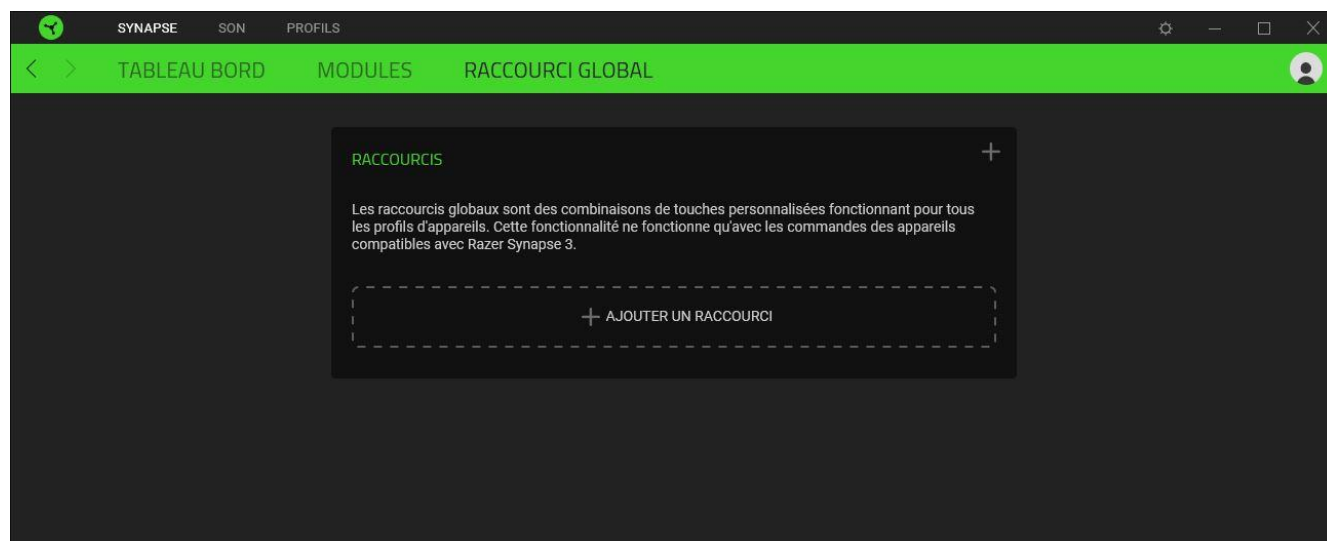 SYNAPSE SON PROFILS
TABLEAU BORD MODULES RACCOURCI GLOBAL
RACCOURCIS
Les raccourcis globaux sont des combinaisons de touches personnalisées fonctionnant pour tous
les profils d'appareils. Cette fonctionnalité ne fonctionne qu'avec les commandes des appareils
compatibles avec Razer Synapse 3.
AJOUTER UN RACCOURCI